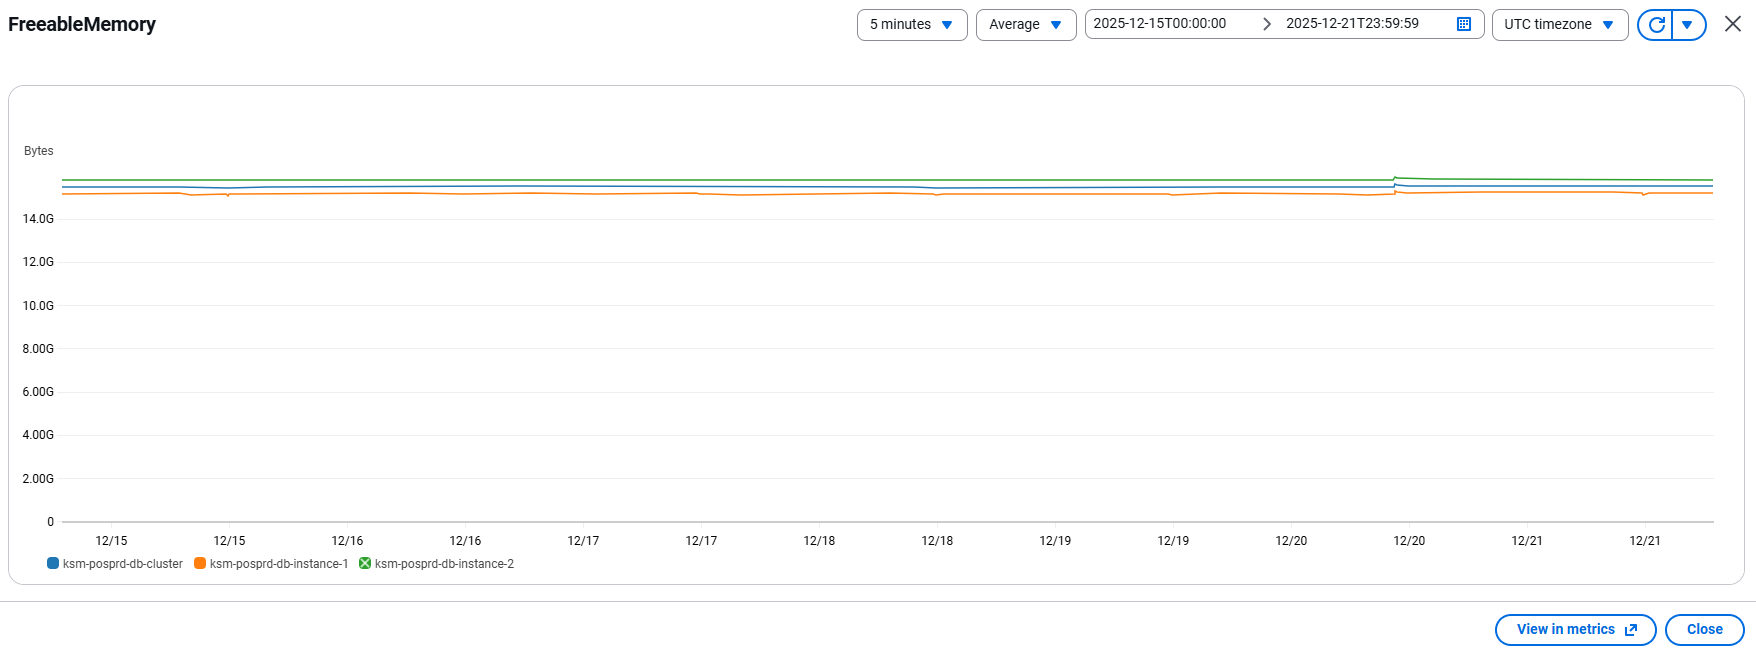 FreeableMemory
5 minutes
Average
2025-12-15T00:00:00
2025-12-21T23:59:59
UTC timezone
Bytes
14.0G
12.0G
10.0G
8.00G
6.00G
4.00G
2.00G
0
12/15 12/15 12/16 12/16 12/17 12/17 12/18 12/18 12/19 12/19 12/20 12/20 12/21 12/21
ksm-posprd-db-cluster ksm-posprd-db-instance-1 ksm-posprd-db-instance-2
View in metrics
Close